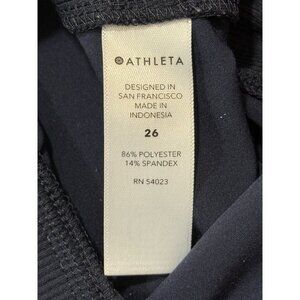 ATHLETA
DESIGNED IN
SAN FRANCISCO
MADE IN
INDONESIA
26
86% POLYESTER
14% SPANDEX
RN 54023